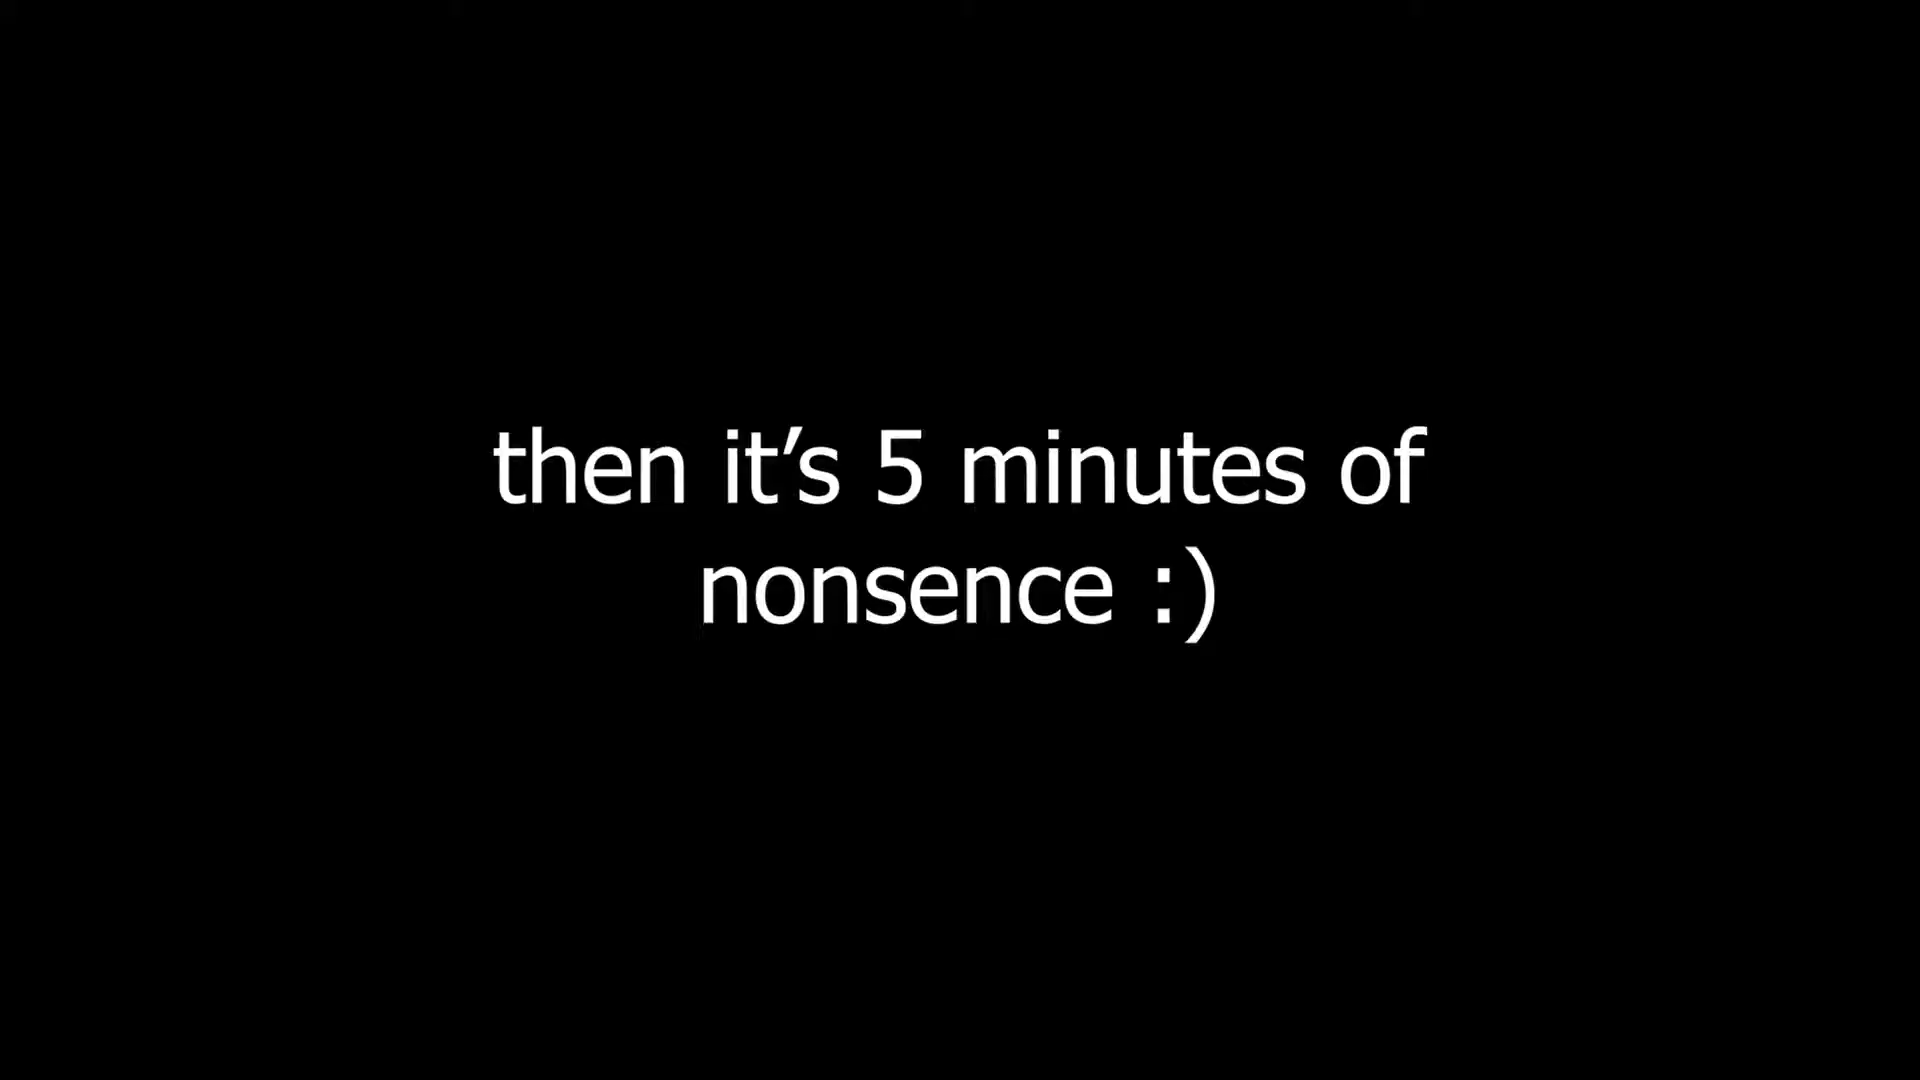 then it’s 5 minutes of
nonsence :)